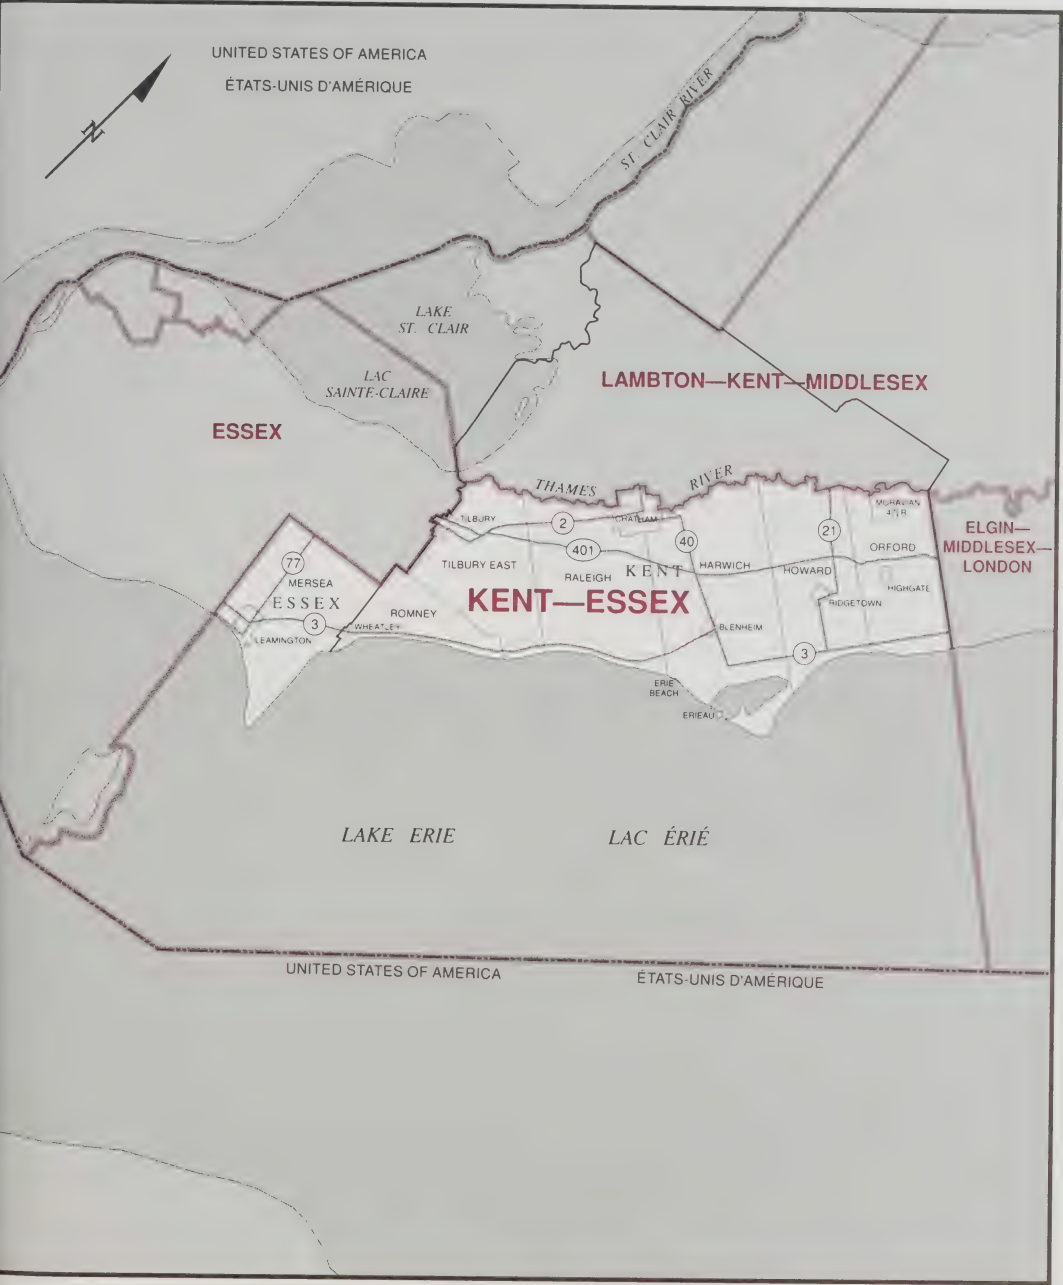 UNITED STATES OF AMERICA
ÉTATS-UNIS D'AMÉRIQUE
N
ST. CLAIR RIVER
LAKE
ST. CLAIR
LAC
SAINTE-CLAIRE
LAMBTON—KENT—MIDDLESEX
ESSEX
THAMES RIVER
MORAVIAN
TILBURY
2
CHATHAM
40
21
ELGIN—
MIDDLESEX—
LONDON
401
ORFORD
77
TILBURY EAST
RALEIGH
KENT
HARWICH
HOWARD
MERSEA
HIGHGATE
ESSEX
KENT—ESSEX
RIDGETOWN
ROMNEY
3
WHEATLEY
BLENHEIM
LEAMINGTON
3
ERIE
BEACH
ERIEAU
LAKE ERIE
LAC ÉRIÉ
UNITED STATES OF AMERICA
ÉTATS-UNIS D'AMÉRIQUE